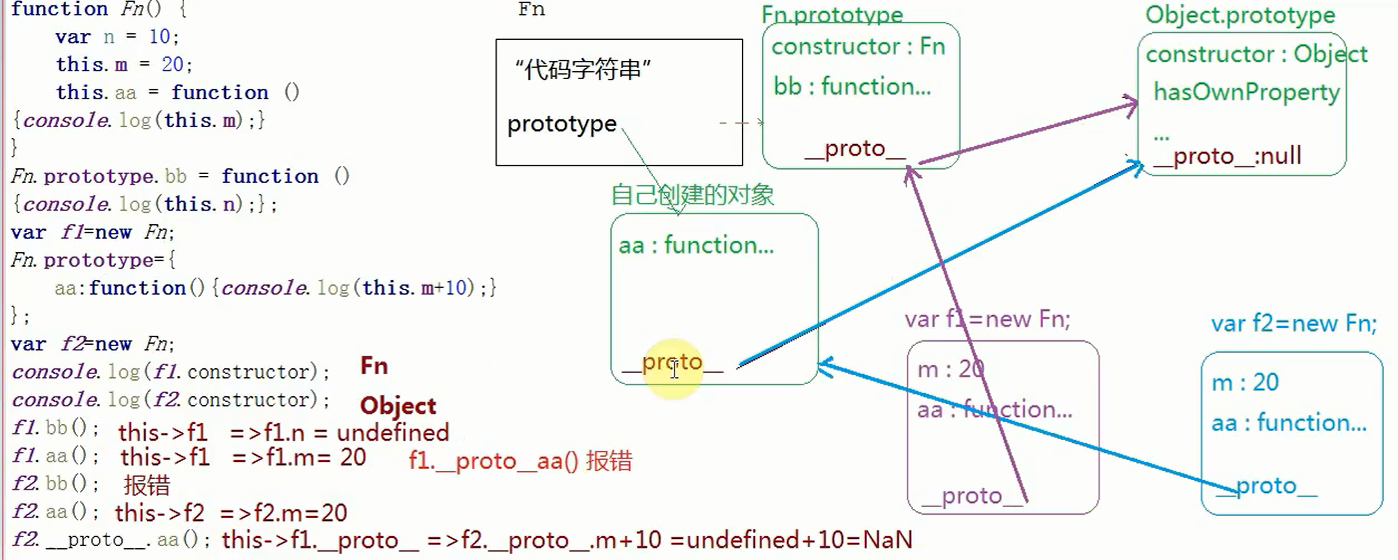 function Fn() {
var n = 10;
this.m = 20;
this.aa = function ()
{console.log(this.m);}
}
Fn.prototype.bb = function ()
{console.log(this.n);};
var f1=new Fn;
Fn.prototype={
aa:function(){console.log(this.m+10);}
};
var f2=new Fn;
console.log(f1.constructor); Fn
console.log(f2.constructor); Object
f1.bb(); this->f1 =>f1.n = undefined
f1.aa(); this->f1 =>f1.m= 20 f1.__proto__aa() 报错
f2.bb(); 报错
f2.aa(); this->f2 =>f2.m=20
f2.__proto__.aa(); this->f1.__proto__ =>f2.__proto__.m+10 =undefined+10=NaN
Fn
“代码字符串”
prototype
Fn.prototype
constructor : Fn
bb : function...
__proto__
Object.prototype
constructor : Object
hasOwnProperty
...
__proto__:null
自己创建的对象
aa : function...
__proto__
var f1=new Fn;
m : 20
aa : function...
__proto__
var f2=new Fn;
m : 20
aa : function...
__proto__